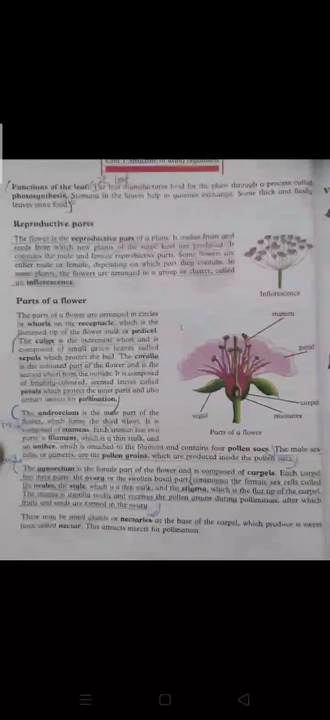 Functions of the leaf: The leaf manufactures food for the plant through a process called
photosynthesis. Stomata in the leaves help in gaseous exchange. Some thick and fleshy
leaves store food.
Reproductive parts
The flower is the reproductive part of a plant. It makes fruits and
seeds from which new plants of the same kind are produced. It
contains the male and female reproductive parts. Some flowers are
either male or female, depending on which part they contain. In
some plants, the flowers are arranged in a group or cluster, called
an inflorescence.
Inflorescence
Parts of a flower
The parts of a flower are arranged in circles
or whorls on the receptacle, which is the
flattened tip of the flower stalk or pedicel.
The calyx is the outermost whorl and is
composed of small green leaves called
sepals which protect the bud. The corolla
is the coloured part of the flower and is the
second whorl from the outside. It is composed
of brightly-coloured, scented leaves called
petals which protect the inner parts and also
attract insects for pollination.
stamen
petal
carpel
sepal
nectaries
Parts of a flower
The androecium is the male part of the
flower, which forms the third whorl. It is
composed of stamens. Each stamen has two
parts: a filament, which is a thin stalk, and
an anther, which is attached to the filament and contains four pollen sacs. The male sex
cells, or gametes, are the pollen grains, which are produced inside the pollen sacs.
The gynoecium is the female part of the flower and is composed of carpels. Each carpel
has three parts: the ovary or the swollen basal part containing the female sex cells called
the ovules, the style, which is a thin stalk, and the stigma, which is the flat tip of the carpel.
The stigma is usually sticky and receives the pollen grains during pollination, after which
fruits and seeds are formed in the ovary.
There may be small glands or nectaries at the base of the carpel, which produce a sweet
juice called nectar. This attracts insects for pollination.